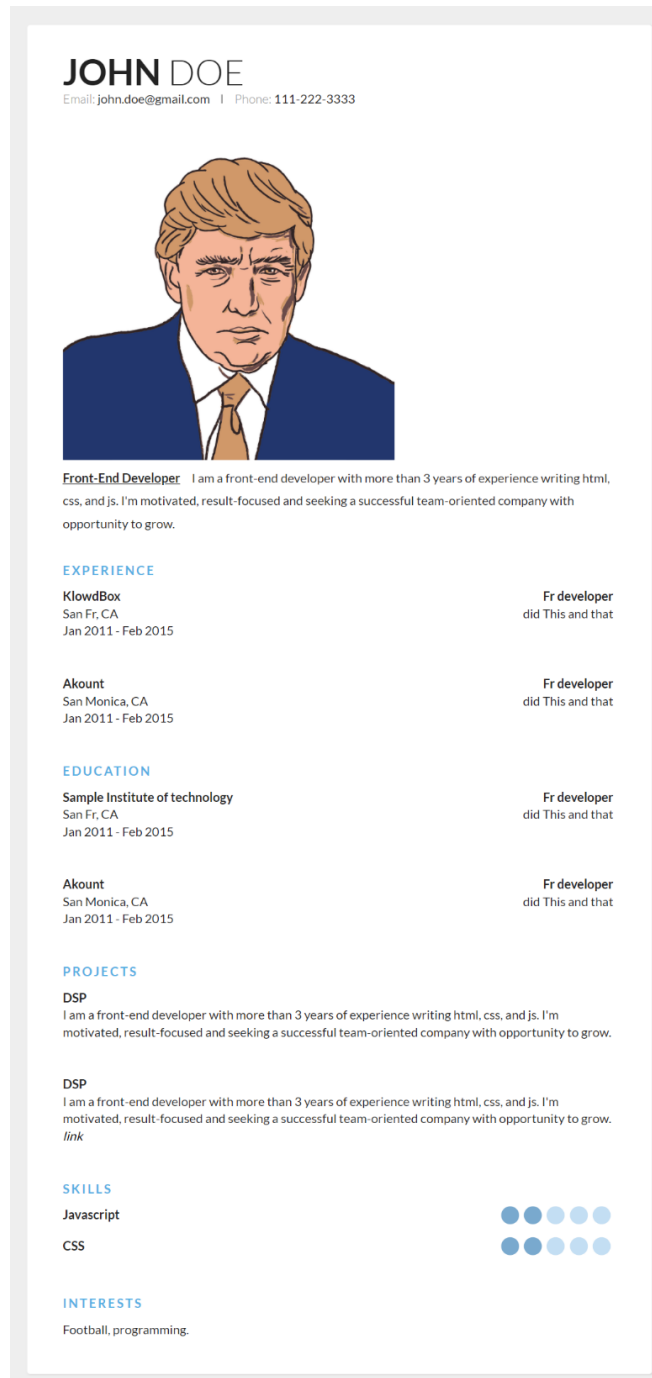 JOHN DOE
Email: john.doe@gmail.com | Phone: 111-222-3333
Front-End Developer I am a front-end developer with more than 3 years of experience writing html,
css, and js. I'm motivated, result-focused and seeking a successful team-oriented company with
opportunity to grow.
EXPERIENCE
KlowdBox Fr developer
San Fr, CA did This and that
Jan 2011 - Feb 2015
Akount Fr developer
San Monica, CA did This and that
Jan 2011 - Feb 2015
EDUCATION
Sample Institute of technology Fr developer
San Fr, CA did This and that
Jan 2011 - Feb 2015
Akount Fr developer
San Monica, CA did This and that
Jan 2011 - Feb 2015
PROJECTS
DSP
I am a front-end developer with more than 3 years of experience writing html, css, and js. I'm
motivated, result-focused and seeking a successful team-oriented company with opportunity to grow.
DSP
I am a front-end developer with more than 3 years of experience writing html, css, and js. I'm
motivated, result-focused and seeking a successful team-oriented company with opportunity to grow.
link
SKILLS
Javascript
CSS
INTERESTS
Football, programming.